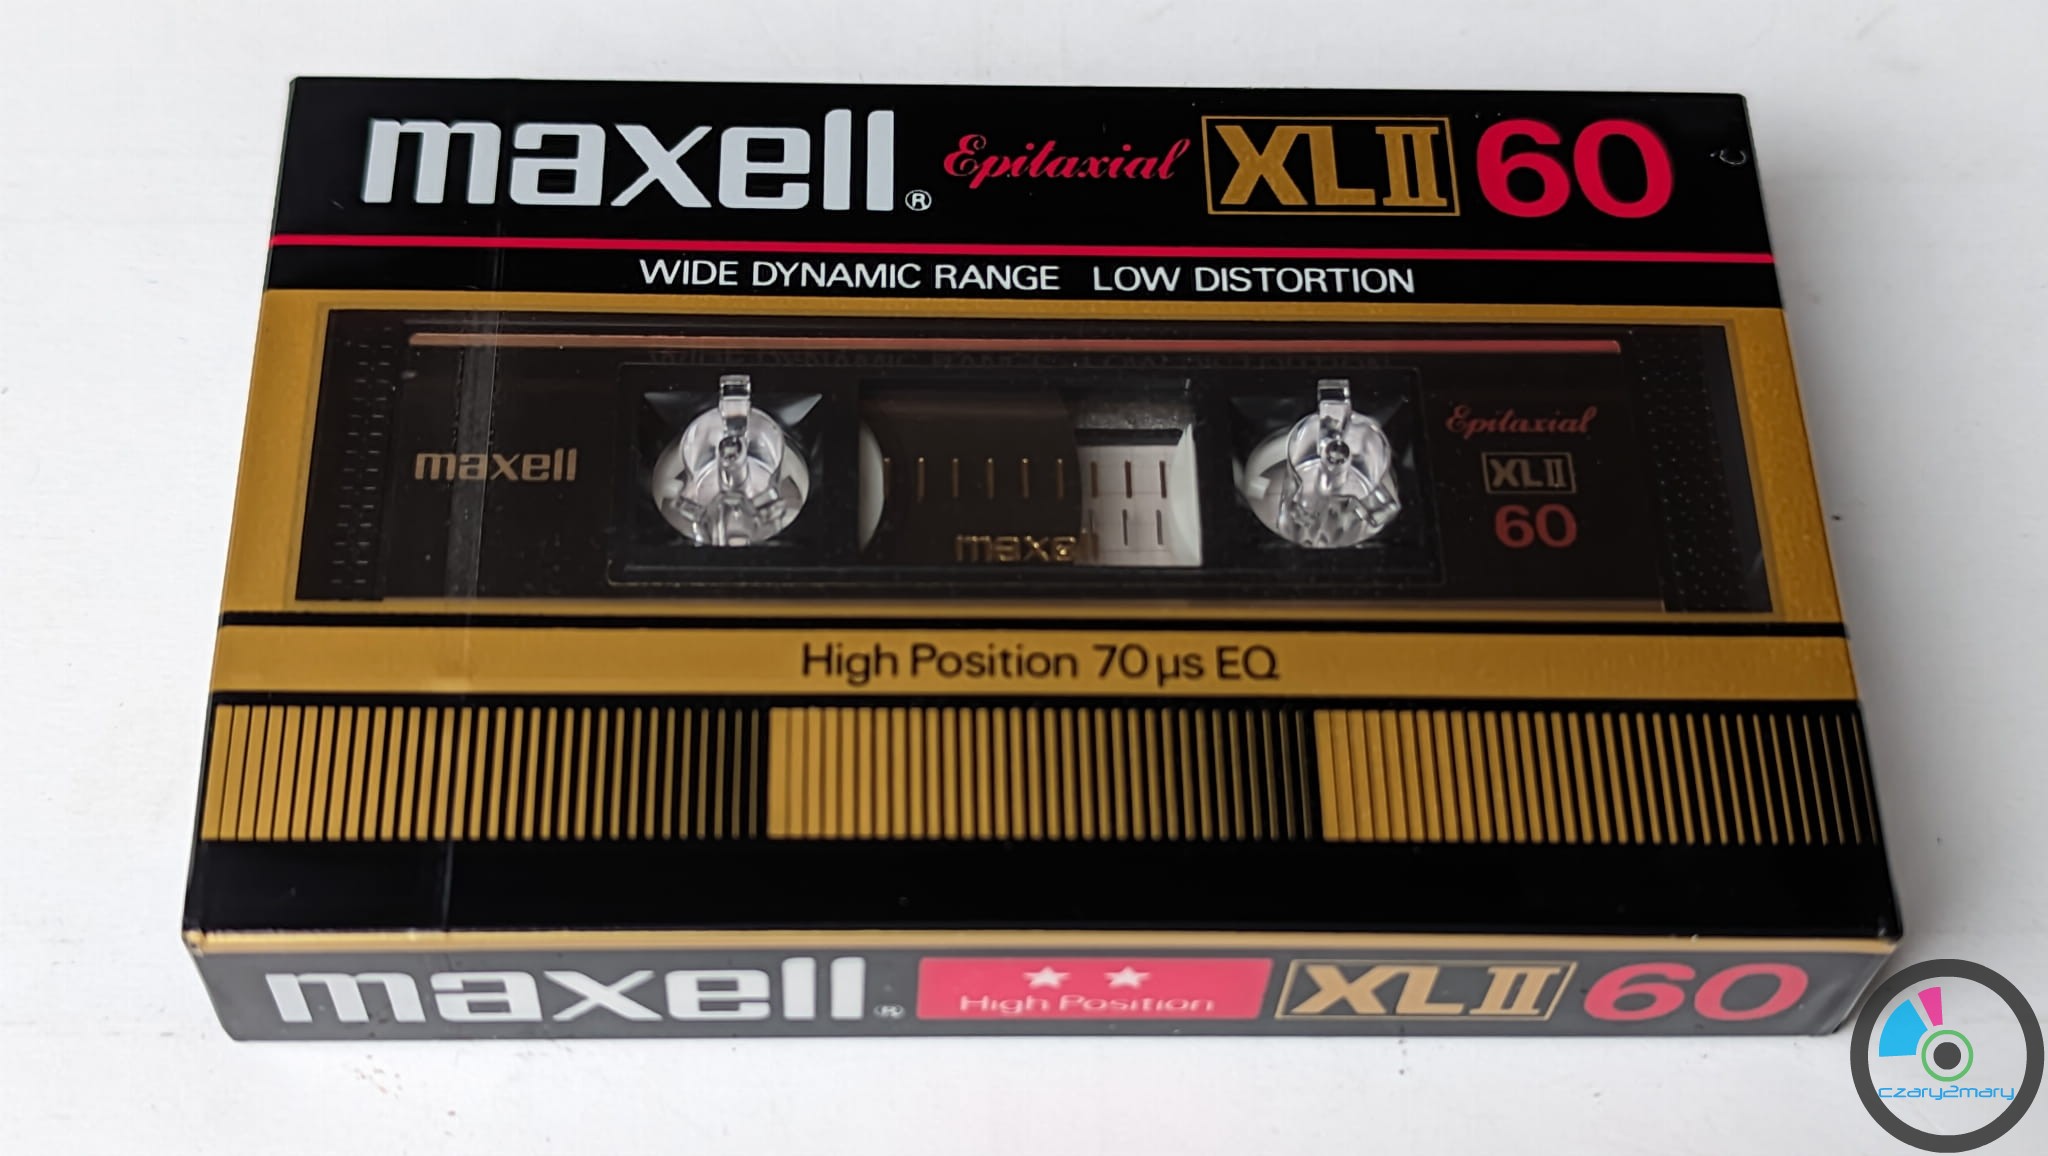 maxell® Epitaxial XLII 60
WIDE DYNAMIC RANGE LOW DISTORTION
maxell
Epitaxial
XLII
60
maxell
High Position 70 µs EQ
maxell® ★ ★ High Position XLII 60
czary2mary